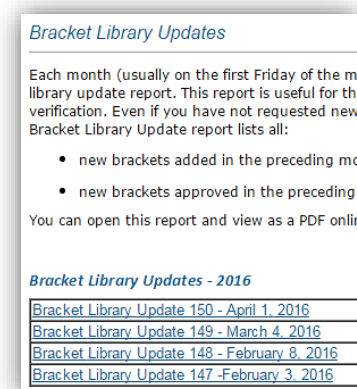 Bracket Library Updates
Each month (usually on the first Friday of the m
library update report. This report is useful for th
verification. Even if you have not requested new
Bracket Library Update report lists all:
• new brackets added in the preceding mo
• new brackets approved in the preceding
You can open this report and view as a PDF onli
Bracket Library Updates - 2016
Bracket Library Update 150 - April 1, 2016
Bracket Library Update 149 - March 4, 2016
Bracket Library Update 148 - February 8, 2016
Bracket Library Update 147 -February 3, 2016